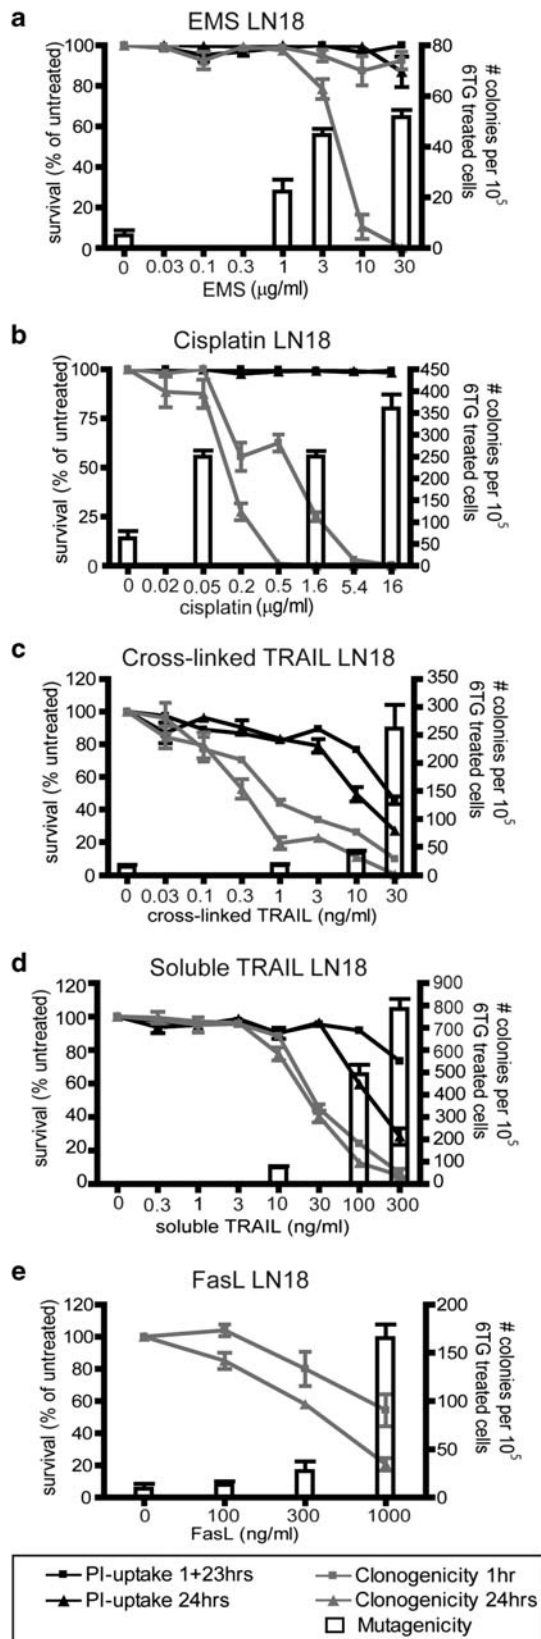 a
EMS LN18
survival (% of untreated)
100
80
60
40
20
0
80
60
40
20
0
# colonies per 10⁵
6TG treated cells
0 0.03 0.1 0.3 1 3 10 30
EMS (µg/ml)
b
Cisplatin LN18
survival (% of untreated)
100
75
50
25
0
450
400
350
300
250
200
150
100
50
0
# colonies per 10⁵
6TG treated cells
0 0.02 0.05 0.2 0.5 1.6 5.4 16
cisplatin (µg/ml)
c
Cross-linked TRAIL LN18
survival (% of untreated)
120
100
80
60
40
20
0
350
300
250
200
150
100
50
0
# colonies per 10⁵
6TG treated cells
0 0.03 0.1 0.3 1 3 10 30
cross-linked TRAIL (ng/ml)
d
Soluble TRAIL LN18
survival (% untreated)
120
100
80
60
40
20
0
900
800
700
600
500
400
300
200
100
0
# colonies per 10⁵
6TG treated cells
0 0.3 1 3 10 30 100 300
soluble TRAIL (ng/ml)
e
FasL LN18
survival (% of untreated)
120
100
80
60
40
20
0
200
150
100
50
0
# colonies per 10⁵
6TG treated cells
0 100 300 1000
FasL (ng/ml)
PI-uptake 1+23hrs
Clonogenicity 1hr
PI-uptake 24hrs
Clonogenicity 24hrs
Mutagenicity